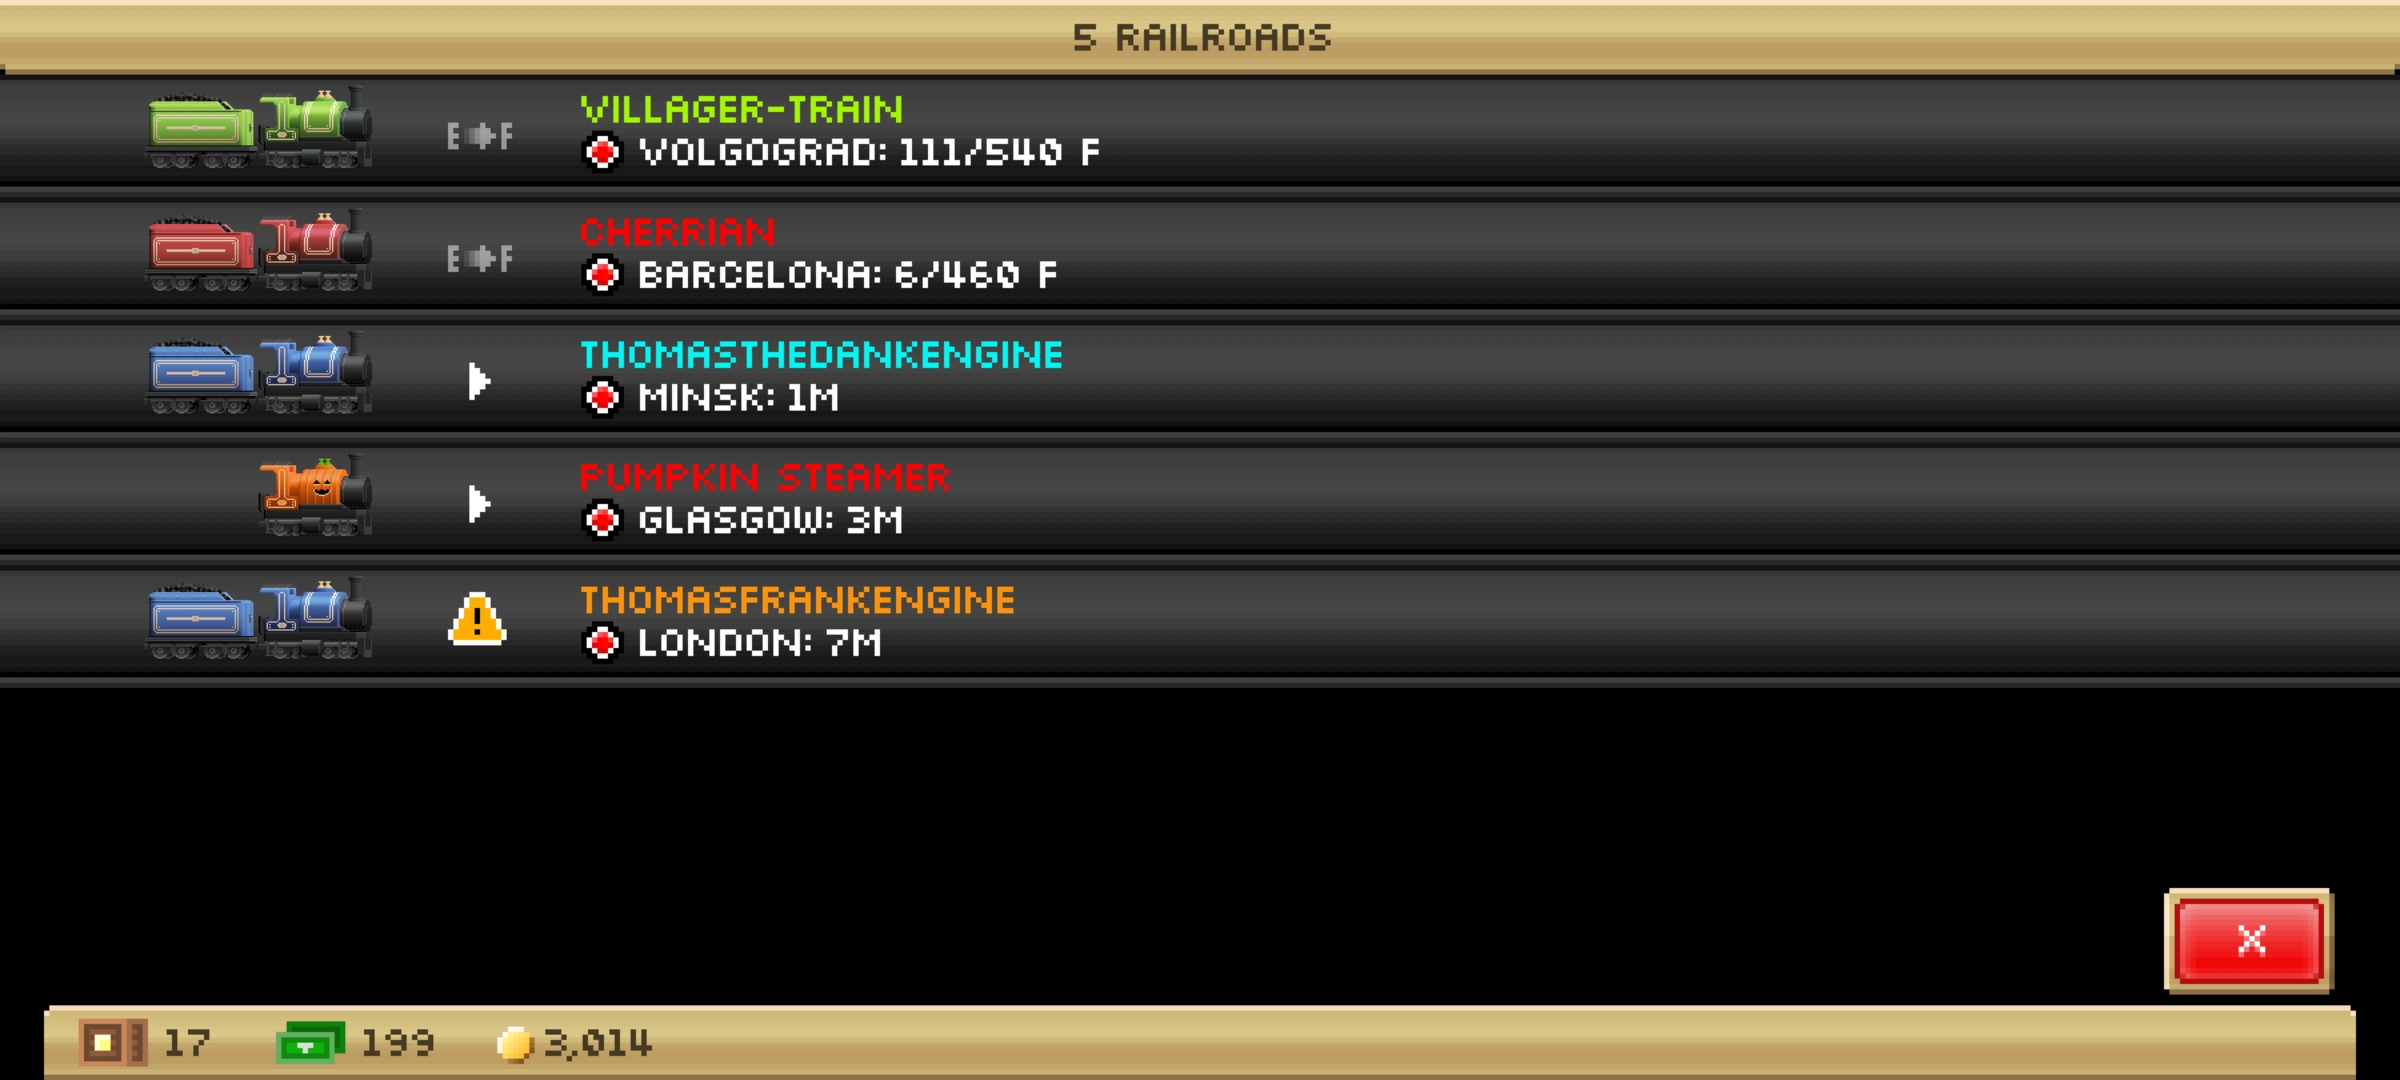 5 RAILROADS
VILLAGER-TRAIN
E F
VOLGOGRAD: 111/540 F
CHERRIAN
E F
BARCELONA: 6/460 F
THOMASTHEDANKENGINE
MINSK: 1M
PUMPKIN STEAMER
GLASGOW: 3M
THOMASFRANKENGINE
!
LONDON: 7M
X
17 199 3,014